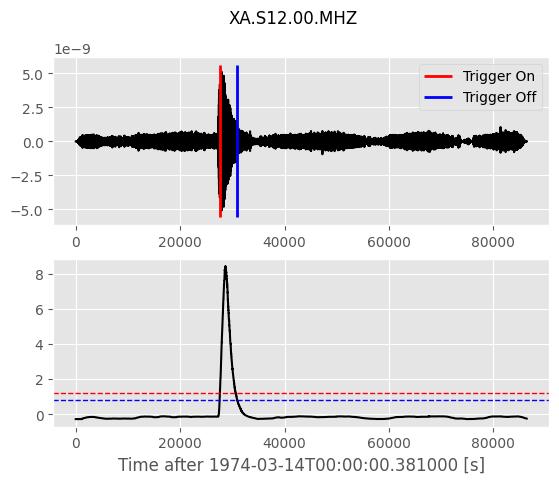 XA.S12.00.MHZ
1e−9
5.0
2.5
0.0
−2.5
−5.0
Trigger On
Trigger Off
0 20000 40000 60000 80000
8
6
4
2
0
0 20000 40000 60000 80000
Time after 1974-03-14T00:00:00.381000 [s]